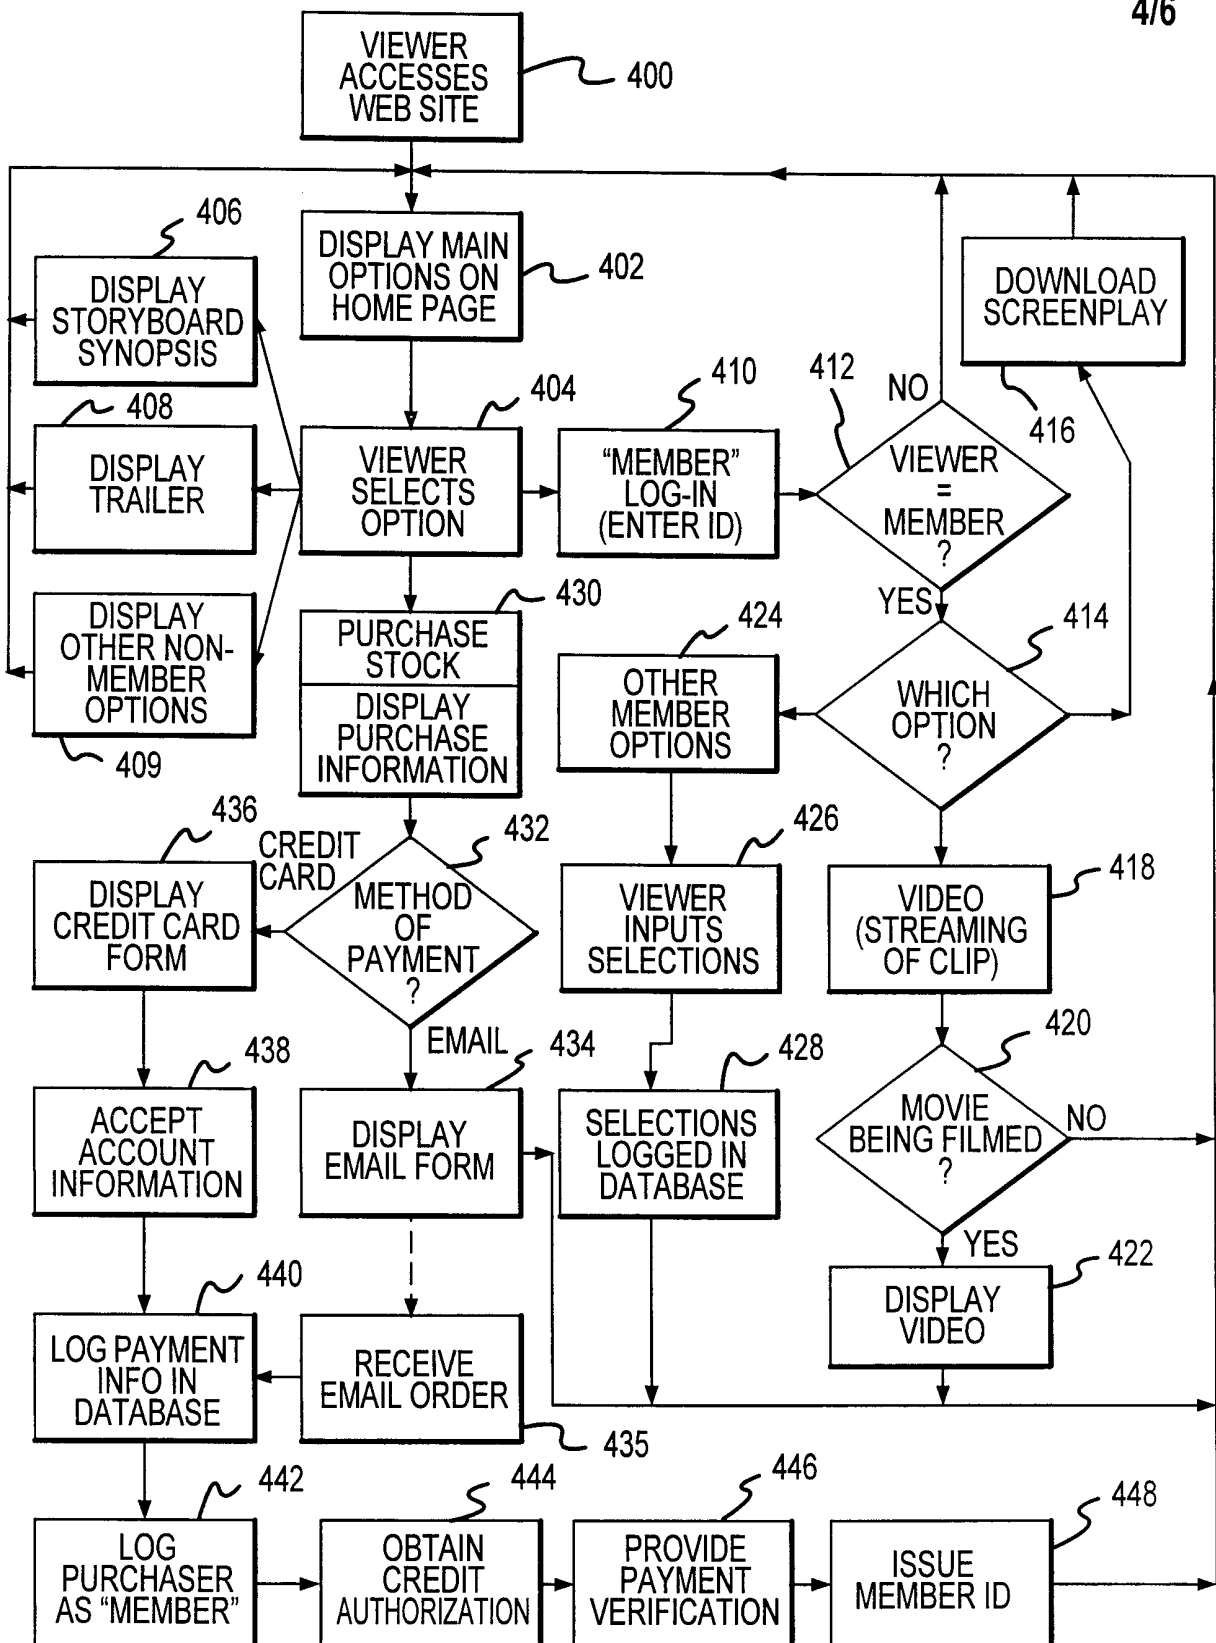 4/6
VIEWER
ACCESSES
WEB SITE
400
406
DISPLAY
STORYBOARD
SYNOPSIS
DISPLAY MAIN
OPTIONS ON
HOME PAGE
402
DOWNLOAD
SCREENPLAY
416
408
DISPLAY
TRAILER
404
VIEWER
SELECTS
OPTION
410
“MEMBER”
LOG-IN
(ENTER ID)
412
NO
VIEWER
=
MEMBER
?
YES
DISPLAY
OTHER NON-
MEMBER
OPTIONS
409
430
PURCHASE
STOCK
DISPLAY
PURCHASE
INFORMATION
424
OTHER
MEMBER
OPTIONS
414
WHICH
OPTION
?
436
CREDIT
CARD
DISPLAY
CREDIT CARD
FORM
432
METHOD
OF
PAYMENT
?
EMAIL
426
VIEWER
INPUTS
SELECTIONS
418
VIDEO
(STREAMING
OF CLIP)
438
ACCEPT
ACCOUNT
INFORMATION
434
DISPLAY
EMAIL FORM
428
SELECTIONS
LOGGED IN
DATABASE
420
MOVIE
BEING FILMED
?
NO
YES
440
LOG PAYMENT
INFO IN
DATABASE
RECEIVE
EMAIL ORDER
435
422
DISPLAY
VIDEO
442
LOG
PURCHASER
AS “MEMBER”
444
OBTAIN
CREDIT
AUTHORIZATION
446
PROVIDE
PAYMENT
VERIFICATION
448
ISSUE
MEMBER ID